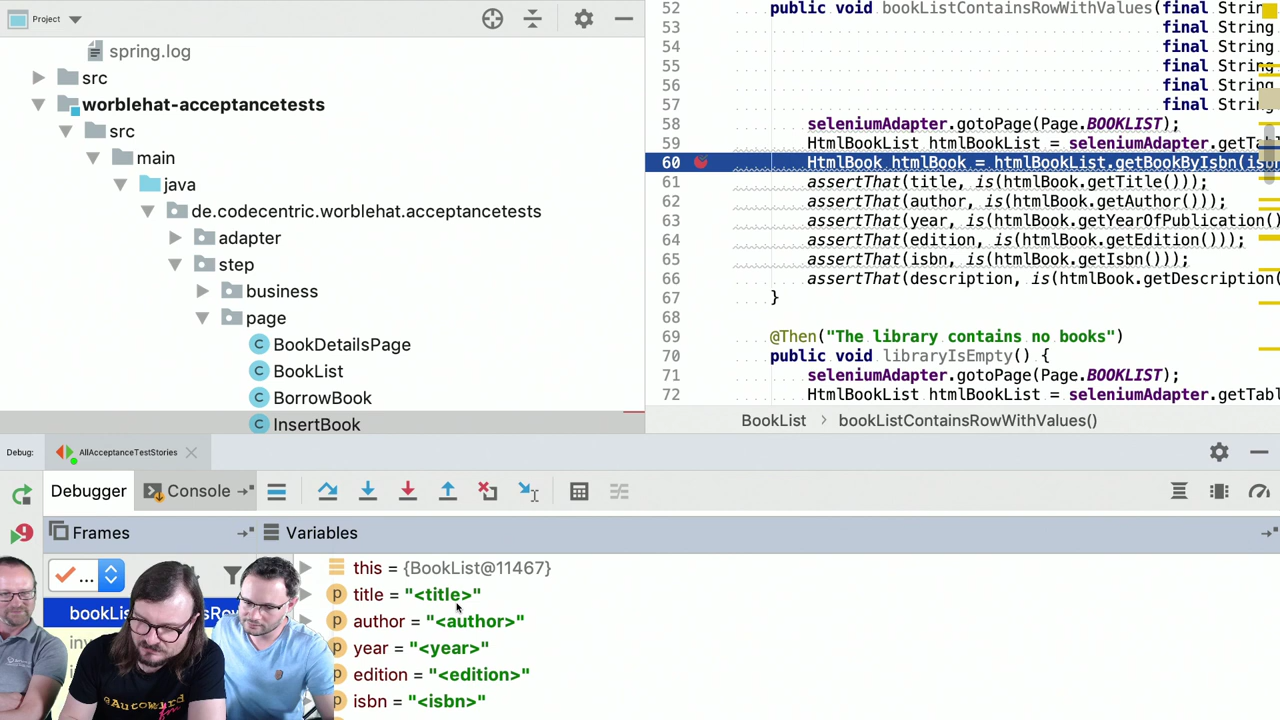 Project
spring.log
src
worblehat-acceptancetests
src
main
java
de.codecentric.worblehat.acceptancetests
adapter
step
business
page
BookDetailsPage
BookList
BorrowBook
InsertBook
52 public void bookListContainsRowWithValues(final String
53 final String
54 final String
55 final String
56 final String
57 final String
58 seleniumAdapter.gotoPage(Page.BOOKLIST);
59 HtmlBookList htmlBookList = seleniumAdapter.getTab
60 HtmlBook htmlBook = htmlBookList.getBookByIsbn(isbn
61 assertThat(title, is(htmlBook.getTitle()));
62 assertThat(author, is(htmlBook.getAuthor()));
63 assertThat(year, is(htmlBook.getYearOfPublication()
64 assertThat(edition, is(htmlBook.getEdition()));
65 assertThat(isbn, is(htmlBook.getIsbn()));
66 assertThat(description, is(htmlBook.getDescription(
67 }
68
69 @Then("The library contains no books")
70 public void libraryIsEmpty() {
71 seleniumAdapter.gotoPage(Page.BOOKLIST);
72 HtmlBookList htmlBookList = seleniumAdapter.getTabl
BookList > bookListContainsRowWithValues()
Debug: AllAcceptanceTestStories
Debugger Console
9 Frames Variables
...
this = {BookList@11467}
title = "<title>"
author = "<author>"
year = "<year>"
edition = "<edition>"
isbn = "<isbn>"
@Autowired